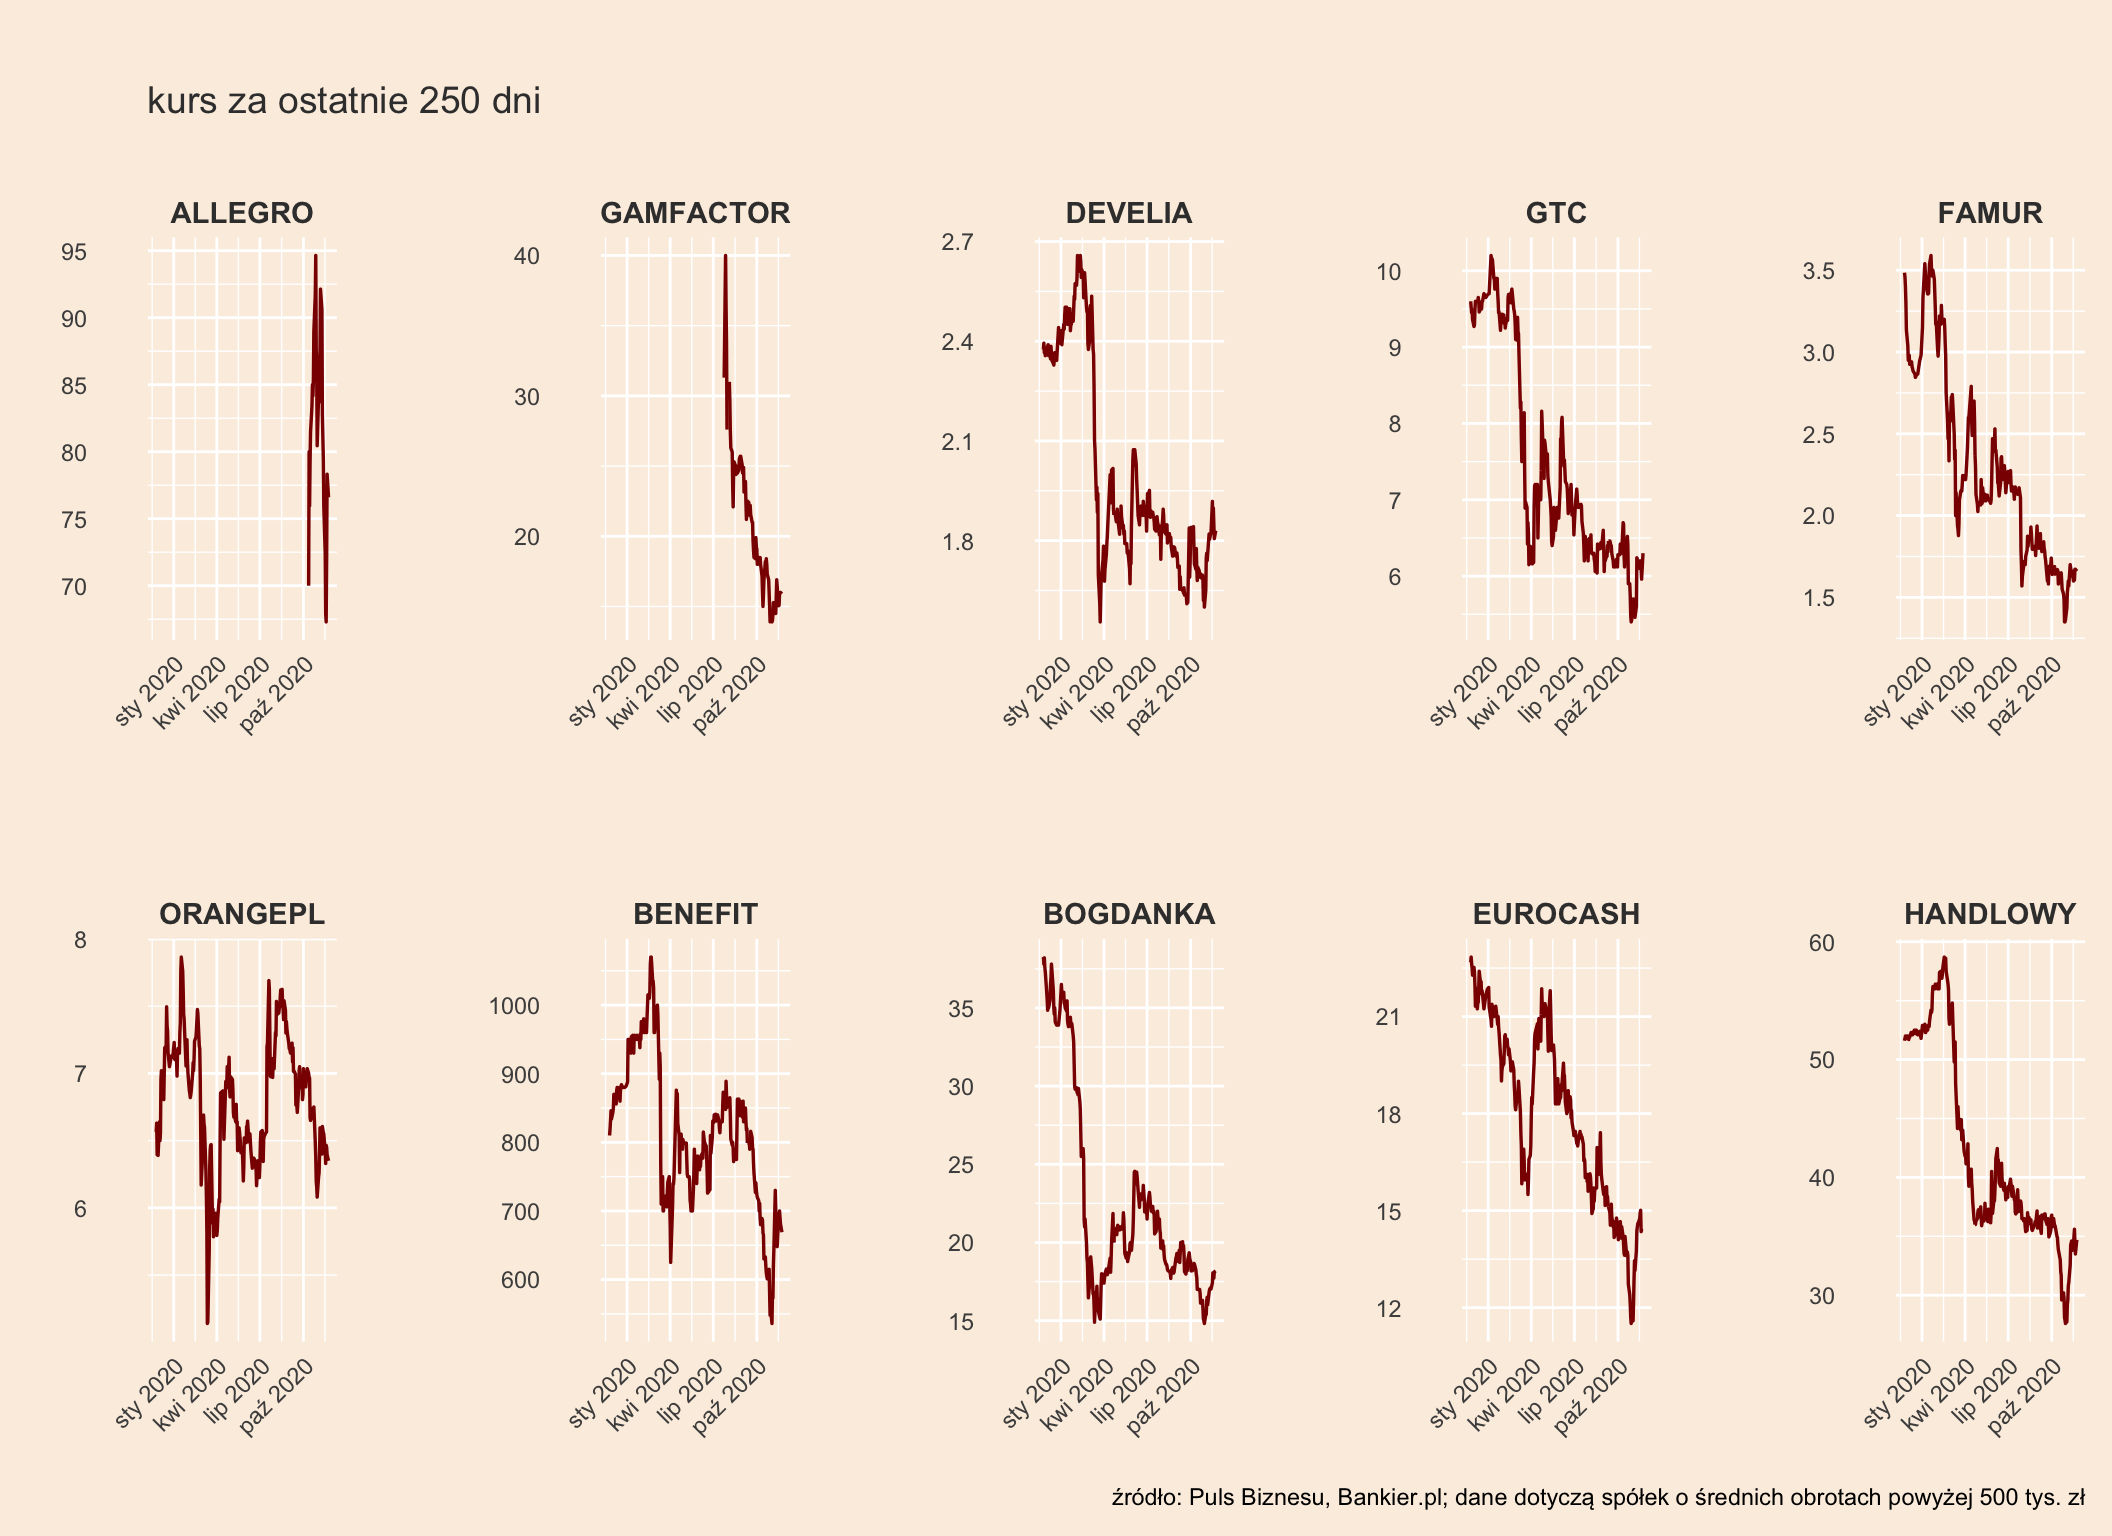 kurs za ostatnie 250 dni
ALLEGRO
95
90
85
80
75
70
sty 2020
kwi 2020
lip 2020
paź 2020
GAMFACTOR
40
30
20
sty 2020
kwi 2020
lip 2020
paź 2020
DEVELIA
2.7
2.4
2.1
1.8
sty 2020
kwi 2020
lip 2020
paź 2020
GTC
10
9
8
7
6
sty 2020
kwi 2020
lip 2020
paź 2020
FAMUR
3.5
3.0
2.5
2.0
1.5
sty 2020
kwi 2020
lip 2020
paź 2020
ORANGEPL
8
7
6
sty 2020
kwi 2020
lip 2020
paź 2020
BENEFIT
1000
900
800
700
600
sty 2020
kwi 2020
lip 2020
paź 2020
BOGDANKA
35
30
25
20
15
sty 2020
kwi 2020
lip 2020
paź 2020
EUROCASH
21
18
15
12
sty 2020
kwi 2020
lip 2020
paź 2020
HANDLOWY
60
50
40
30
sty 2020
kwi 2020
lip 2020
paź 2020
źródło: Puls Biznesu, Bankier.pl; dane dotyczą spółek o średnich obrotach powyżej 500 tys. zł